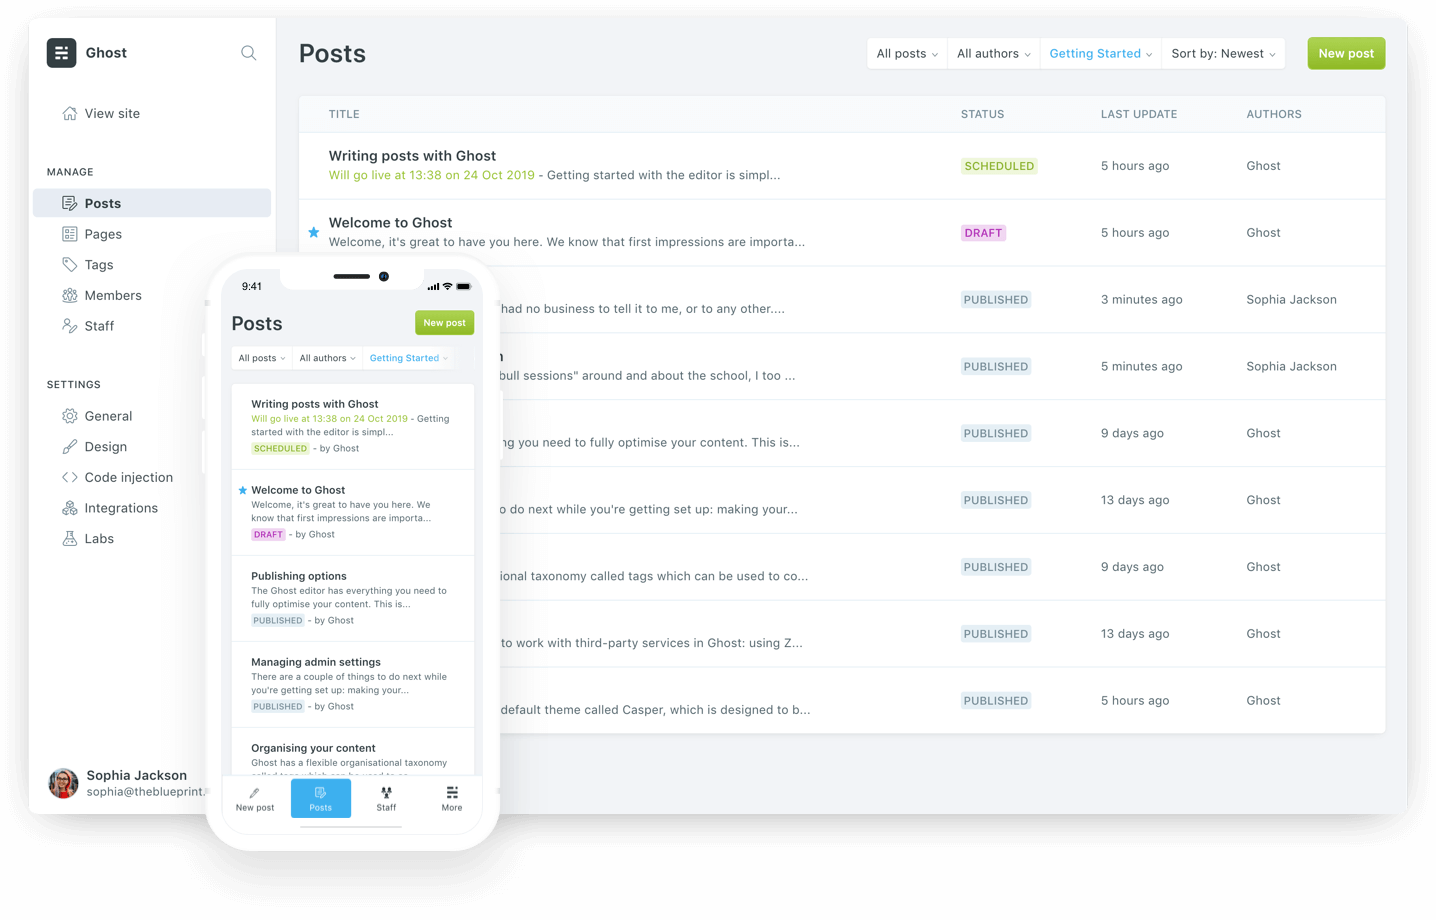 Ghost
View site
MANAGE
Posts
Pages
Tags
Members
Staff
SETTINGS
General
Design
Code injection
Integrations
Labs
Sophia Jackson
sophia@theblueprint.
Posts
All posts
All authors
Getting Started
Sort by: Newest
New post
TITLE STATUS LAST UPDATE AUTHORS
Writing posts with Ghost
Will go live at 13:38 on 24 Oct 2019 - Getting started with the editor is simpl...
SCHEDULED 5 hours ago Ghost
Welcome to Ghost
Welcome, it's great to have you here. We know that first impressions are importa...
DRAFT 5 hours ago Ghost
had no business to tell it to me, or to any other....
PUBLISHED 3 minutes ago Sophia Jackson
bull sessions" around and about the school, I too ...
PUBLISHED 5 minutes ago Sophia Jackson
you need to fully optimise your content. This is...
PUBLISHED 9 days ago Ghost
do next while you're getting set up: making your...
PUBLISHED 13 days ago Ghost
ional taxonomy called tags which can be used to co...
PUBLISHED 9 days ago Ghost
to work with third-party services in Ghost: using Z...
PUBLISHED 13 days ago Ghost
default theme called Casper, which is designed to b...
PUBLISHED 5 hours ago Ghost
9:41
Posts
New post
All posts
All authors
Getting Started
Writing posts with Ghost
Will go live at 13:38 on 24 Oct 2019 - Getting
started with the editor is simpl...
SCHEDULED - by Ghost
Welcome to Ghost
Welcome, it's great to have you here. We
know that first impressions are importa...
DRAFT - by Ghost
Publishing options
The Ghost editor has everything you need to
fully optimise your content. This is...
PUBLISHED - by Ghost
Managing admin settings
There are a couple of things to do next while
you're getting set up: making your...
PUBLISHED - by Ghost
Organising your content
Ghost has a flexible organisational taxonomy
New post
Posts
Staff
More